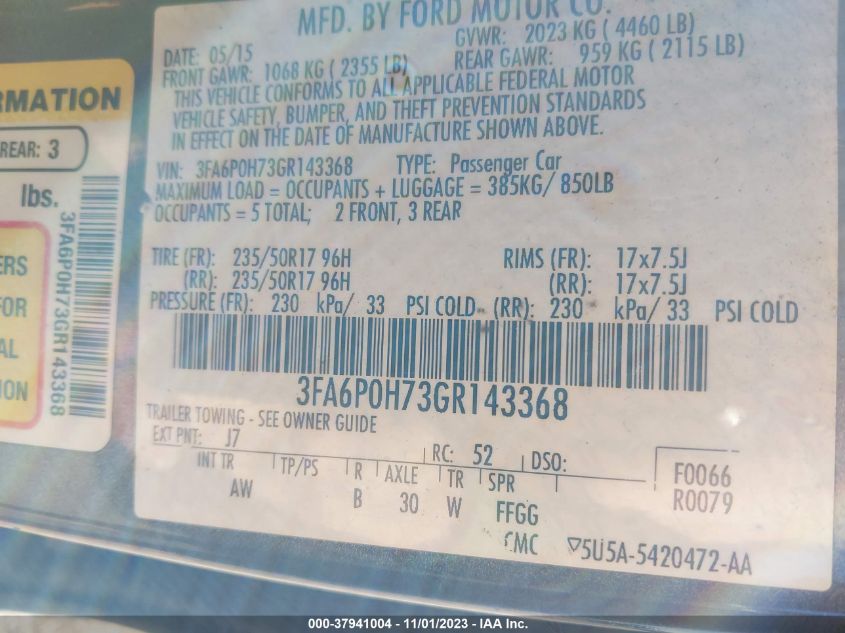 MFD. BY FORD MOTOR CO.
DATE: 05/15 GVWR: 2023 KG ( 4460 LB)
FRONT GAWR: 1068 KG ( 2355 LB) REAR GAWR: 959 KG ( 2115 LB)
THIS VEHICLE CONFORMS TO ALL APPLICABLE FEDERAL MOTOR
VEHICLE SAFETY, BUMPER, AND THEFT PREVENTION STANDARDS
IN EFFECT ON THE DATE OF MANUFACTURE SHOWN ABOVE.
VIN: 3FA6P0H73GR143368 TYPE: Passenger Car
MAXIMUM LOAD = OCCUPANTS + LUGGAGE = 385KG/ 850LB
OCCUPANTS = 5 TOTAL; 2 FRONT, 3 REAR
TIRE (FR): 235/50R17 96H RIMS (FR): 17x7.5J
(RR): 235/50R17 96H (RR): 17x7.5J
PRESSURE (FR): 230 kPa/ 33 PSI COLD (RR): 230 kPa/ 33 PSI COLD
3FA6P0H73GR143368
TRAILER TOWING - SEE OWNER GUIDE
EXT PNT: J7 RC: 52 DSO:
INT TR TP/PS R AXLE TR SPR F0066
AW B 30 W FFGG R0079
5U5A-5420472-AA
RMATION
REAR: 3
lbs.
3FA6P0H73GR143368
ERS
FOR
AL
ION
000-37941004 - 11/01/2023 - IAA Inc.